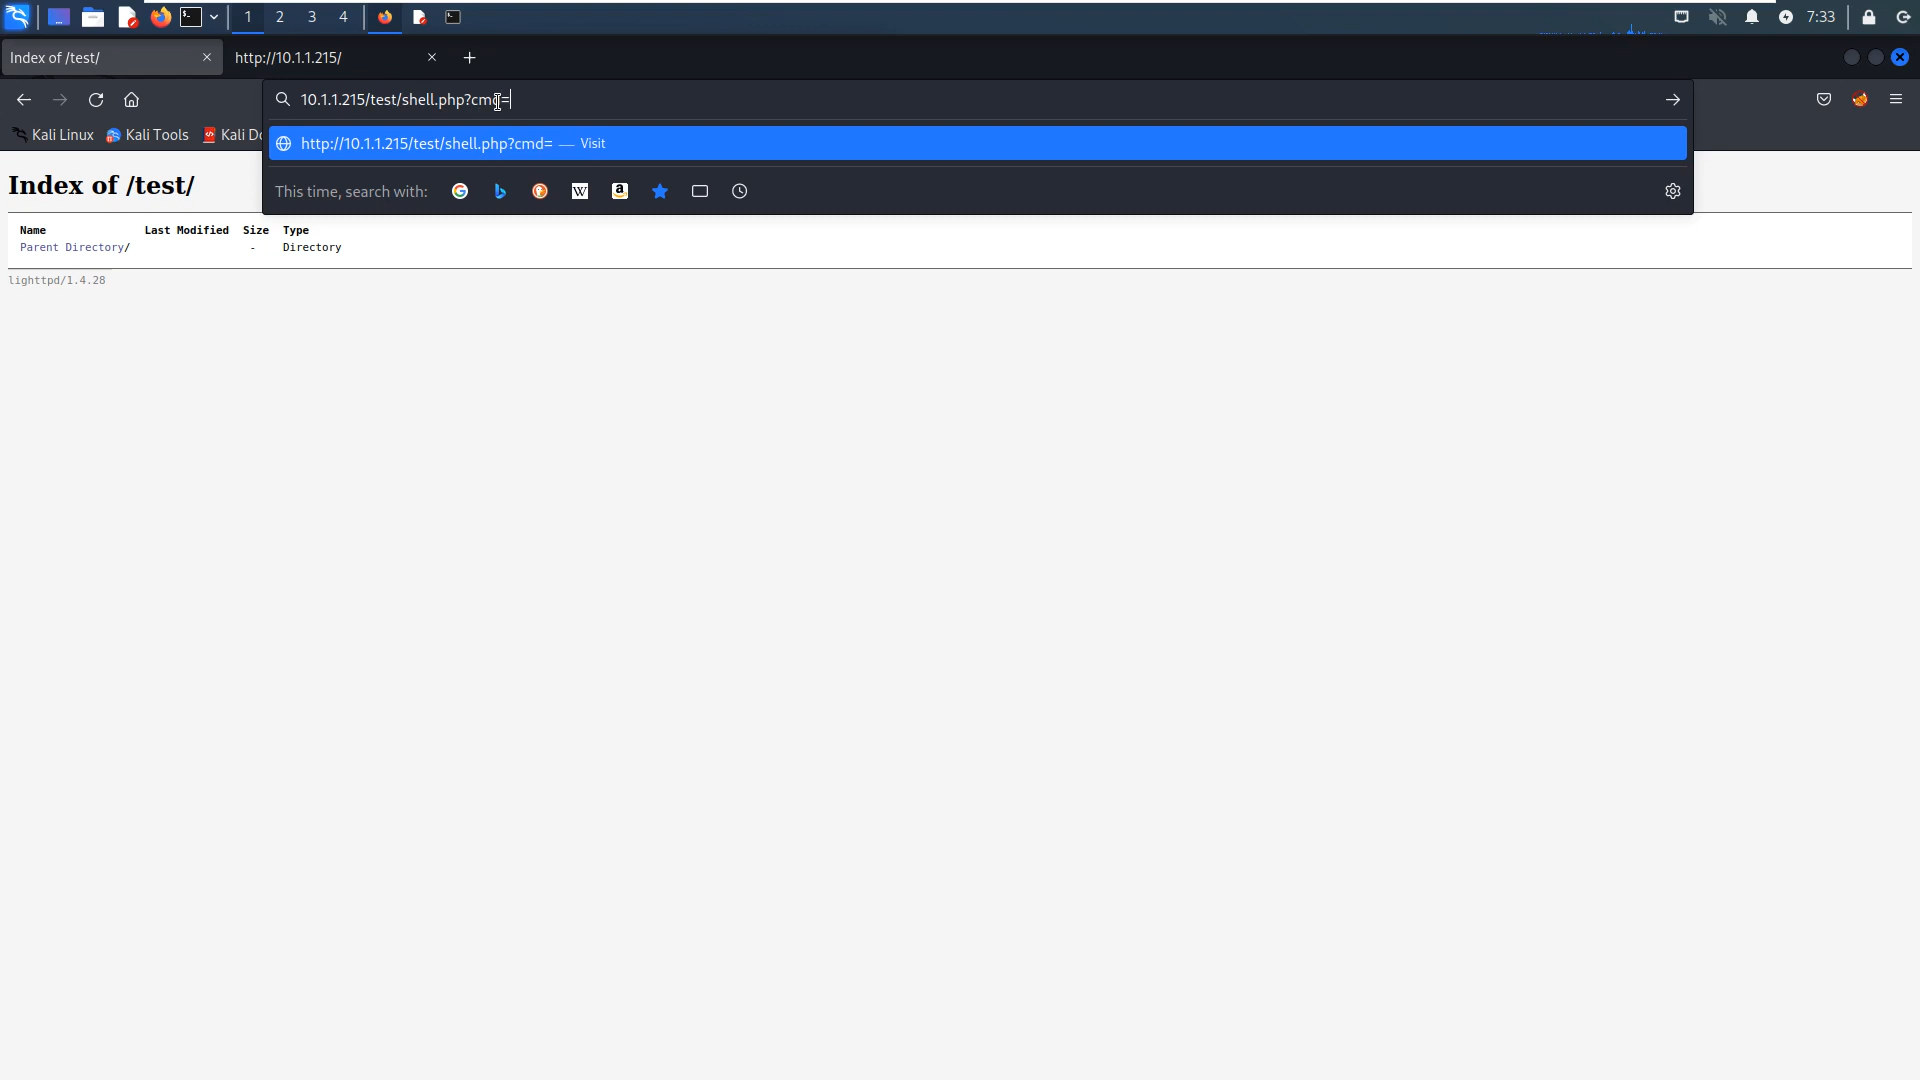 1 2 3 4 7:33
Index of /test/ http://10.1.1.215/
10.1.1.215/test/shell.php?cmd=
Kali Linux Kali Tools Kali Do
http://10.1.1.215/test/shell.php?cmd= — Visit
This time, search with: W a
Index of /test/
Name Last Modified Size Type
Parent Directory/ - Directory
lighttpd/1.4.28